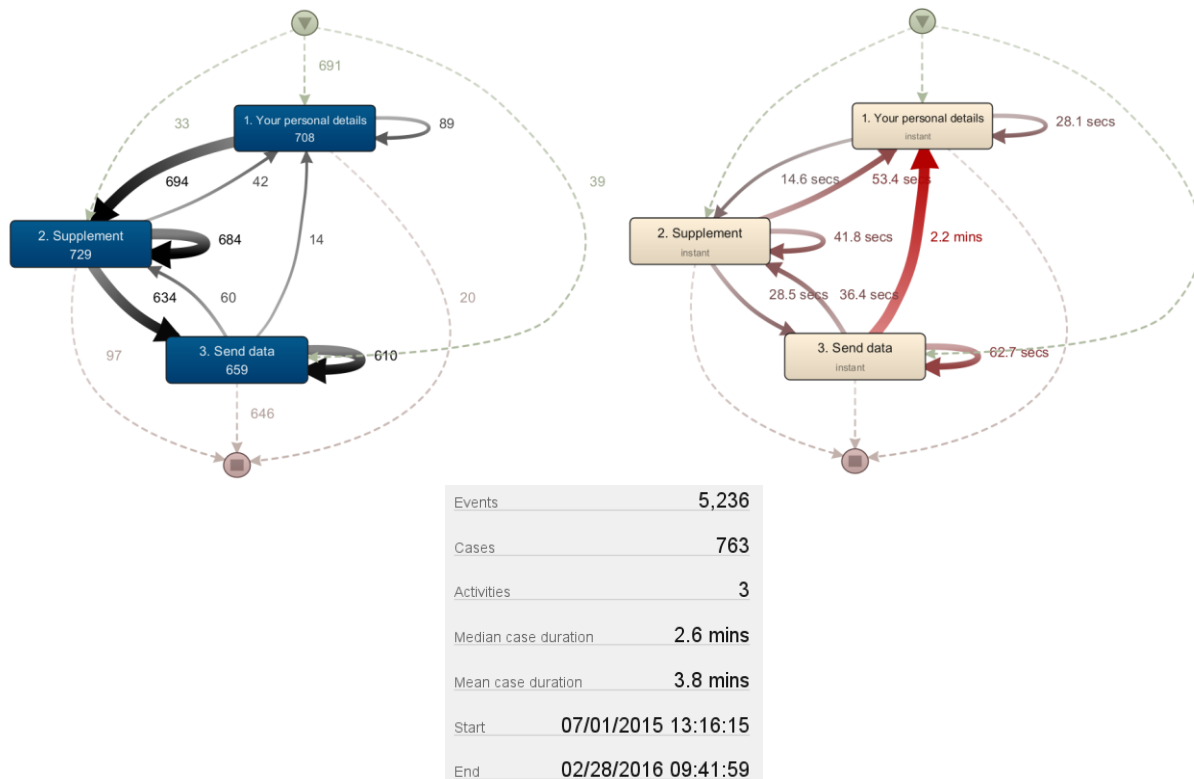 691
1. Your personal details
708
89
33
694
42
39
2. Supplement
729
684
14
634
60
20
97
3. Send data
659
610
646
1. Your personal details
instant
28.1 secs
14.6 secs
53.4 secs
2. Supplement
instant
41.8 secs
2.2 mins
28.5 secs
36.4 secs
3. Send data
instant
62.7 secs
Events 5,236
Cases 763
Activities 3
Median case duration 2.6 mins
Mean case duration 3.8 mins
Start 07/01/2015 13:16:15
End 02/28/2016 09:41:59